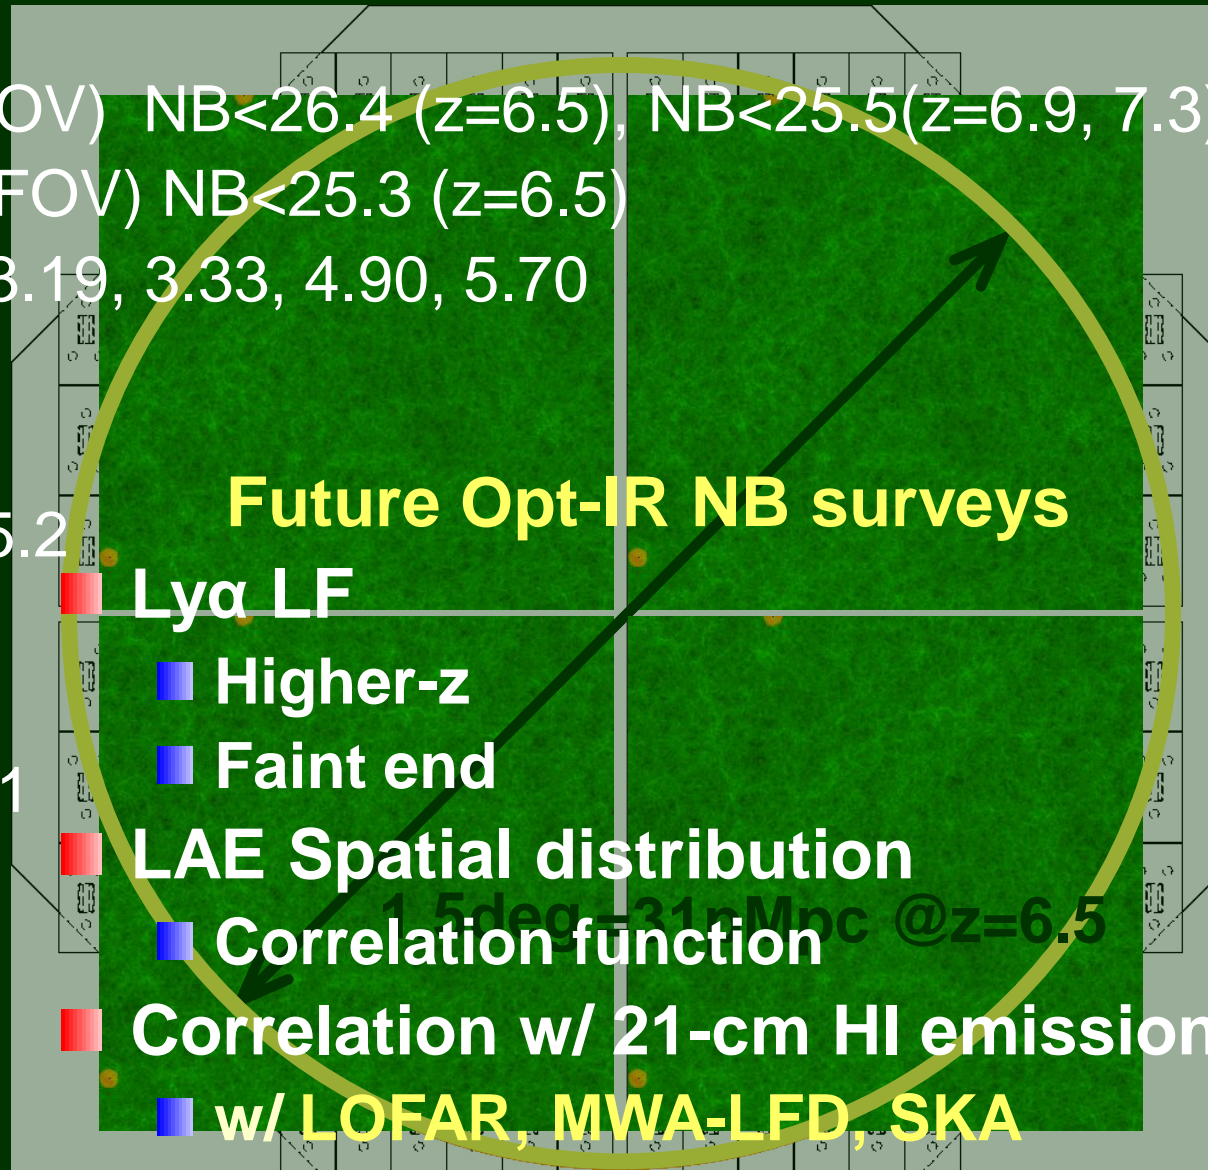 OV) NB<26.4 (z=6.5), NB<25.5(z=6.9, 7.3)
FOV) NB<25.3 (z=6.5)
3.19, 3.33, 4.90, 5.70
Future Opt-IR NB surveys
5.2
Lyα LF
Higher-z
Faint end
1
LAE Spatial distribution
1.5deg =31pMpc @z=6.5
Correlation function
Correlation w/ 21-cm HI emission
w/ LOFAR, MWA-LFD, SKA